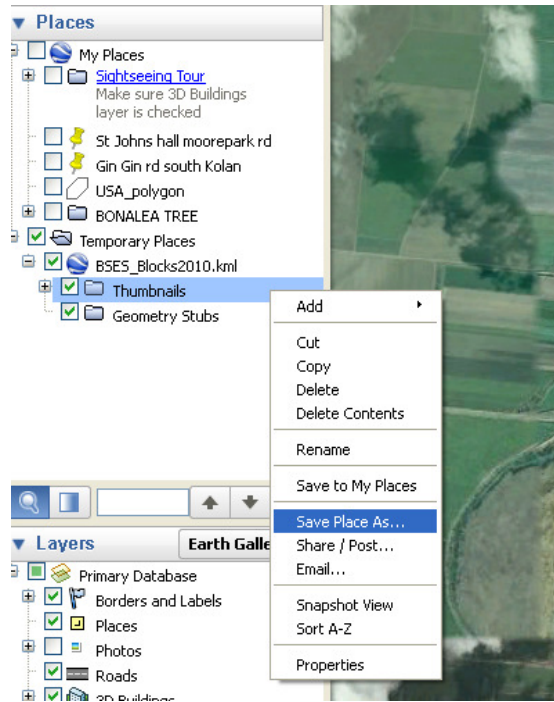 Places
My Places
Sightseeing Tour
Make sure 3D Buildings
layer is checked
St Johns hall moorepark rd
Gin Gin rd south Kolan
USA_polygon
BONALEA TREE
Temporary Places
BSES_Blocks2010.kml
Thumbnails
Geometry Stubs
Add
Cut
Copy
Delete
Delete Contents
Rename
Save to My Places
Save Place As...
Share / Post...
Email...
Snapshot View
Sort A-Z
Properties
Layers
Earth Galle
Primary Database
Borders and Labels
Places
Photos
Roads
3D Buildings